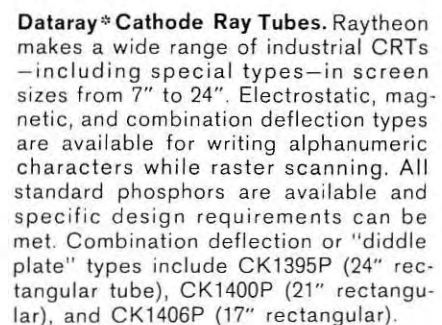 Dataray* Cathode Ray Tubes. Raytheon
makes a wide range of industrial CRTs
—including special types—in screen
sizes from 7" to 24". Electrostatic, mag-
netic, and combination deflection types
are available for writing alphanumeric
characters while raster scanning. All
standard phosphors are available and
specific design requirements can be
met. Combination deflection or "diddle
plate" types include CK1395P (24" rec-
tangular tube), CK1400P (21" rectangu-
lar), and CK1406P (17" rectangular).